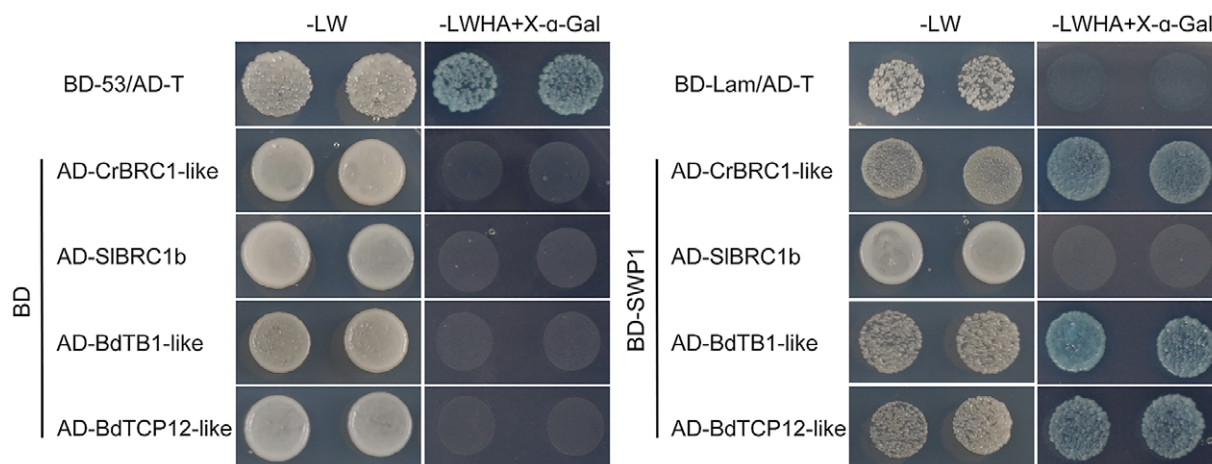 -LW -LWHA+X-α-Gal
BD-53/AD-T
AD-CrBRC1-like
AD-SlBRC1b
AD-BdTB1-like
AD-BdTCP12-like
BD
-LW -LWHA+X-α-Gal
BD-Lam/AD-T
AD-CrBRC1-like
AD-SlBRC1b
AD-BdTB1-like
AD-BdTCP12-like
BD-SWP1